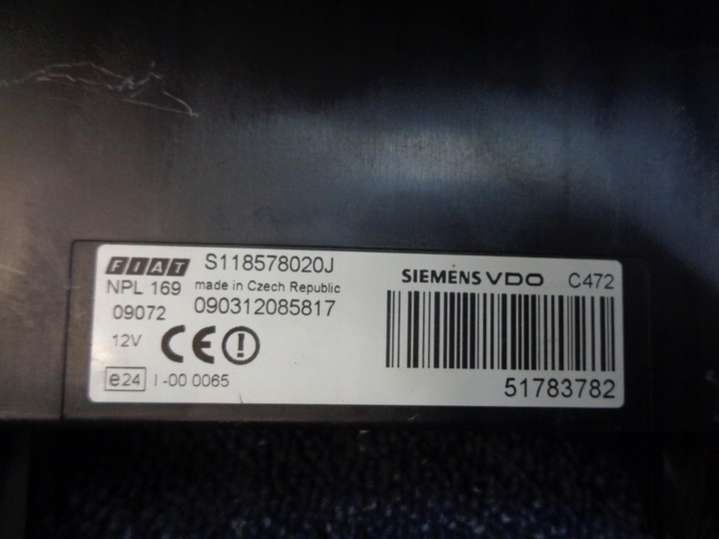 FIAT S118578020J
NPL 169 made in Czech Republic
09072 090312085817
12V CE
e24 I-00 0065
SIEMENS VDO C472
51783782